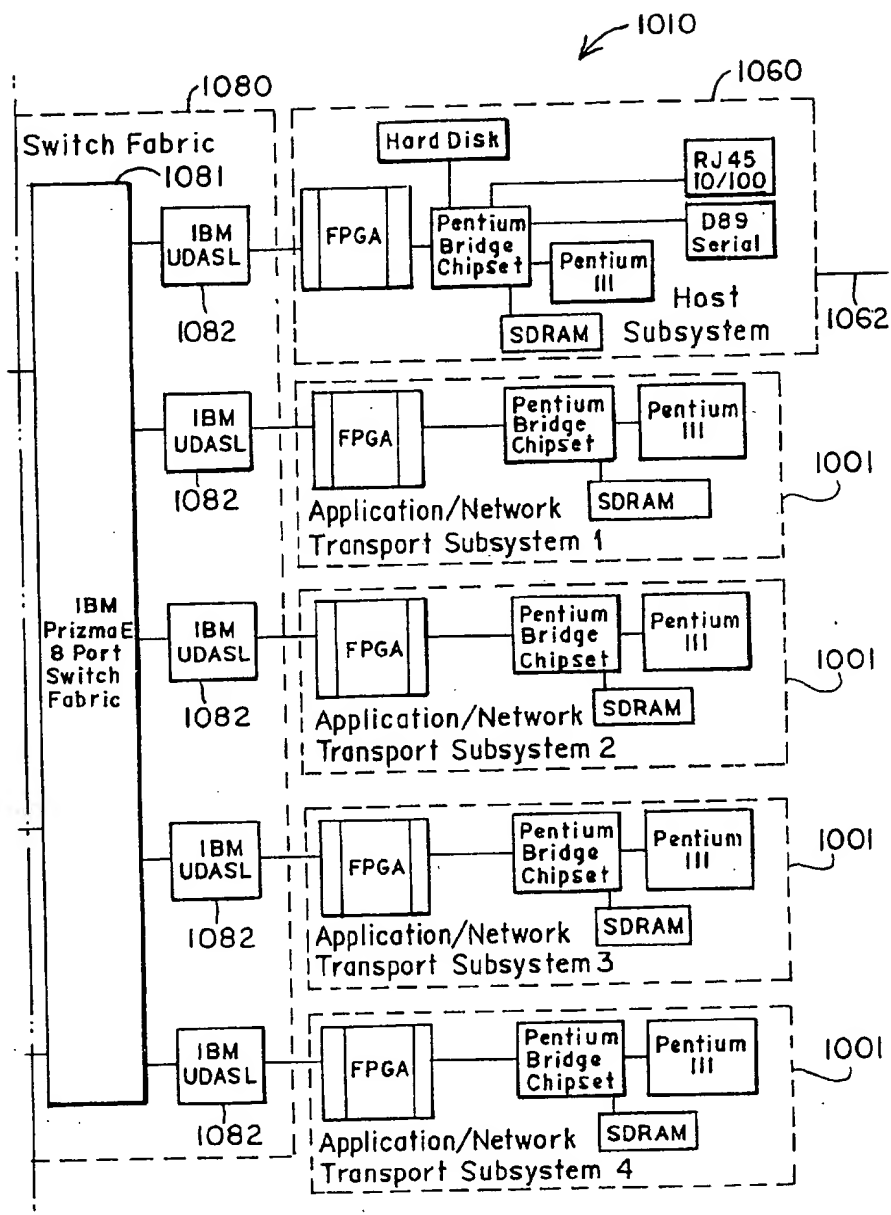 1010
1080
1060
Switch Fabric
1081
Hard Disk
RJ45
10/100
D89
Serial
IBM
UDASL
FPGA
Pentium
Bridge
Chipset
Pentium
III
SDRAM
Host
Subsystem
1082
1062
IBM
UDASL
1082
FPGA
Pentium
Bridge
Chipset
Pentium
III
SDRAM
1001
Application/Network
Transport Subsystem 1
IBM
PrizmaE
8 Port
Switch
Fabric
IBM
UDASL
1082
FPGA
Pentium
Bridge
Chipset
Pentium
III
SDRAM
1001
Application/Network
Transport Subsystem 2
IBM
UDASL
1082
FPGA
Pentium
Bridge
Chipset
Pentium
III
SDRAM
1001
Application/Network
Transport Subsystem 3
IBM
UDASL
1082
FPGA
Pentium
Bridge
Chipset
Pentium
III
SDRAM
1001
Application/Network
Transport Subsystem 4